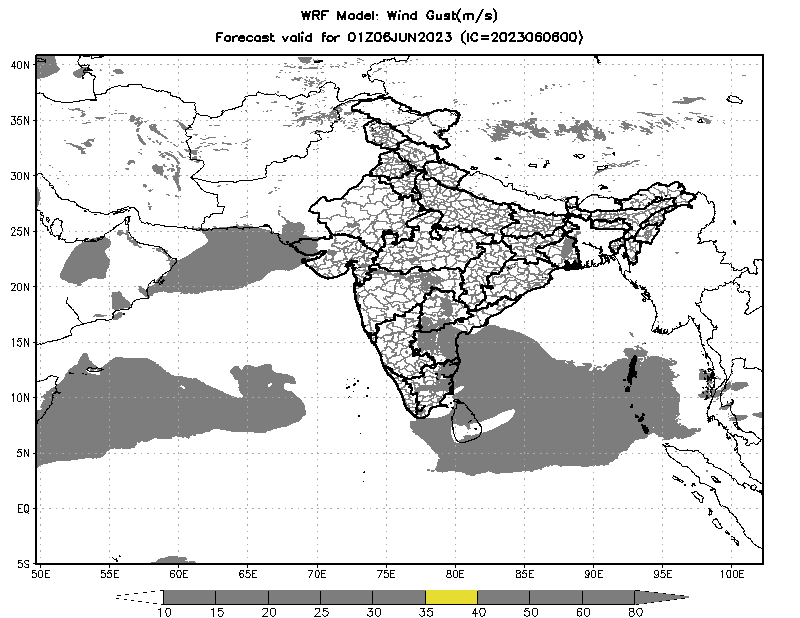 WRF Model: Wind Gust(m/s)
Forecast valid for 01Z06JUN2023 (IC=2023060600)
40N
35N
30N
25N
20N
15N
10N
5N
EQ
5S
50E 55E 60E 65E 70E 75E 80E 85E 90E 95E 100E
10 15 20 25 30 35 40 50 60 80